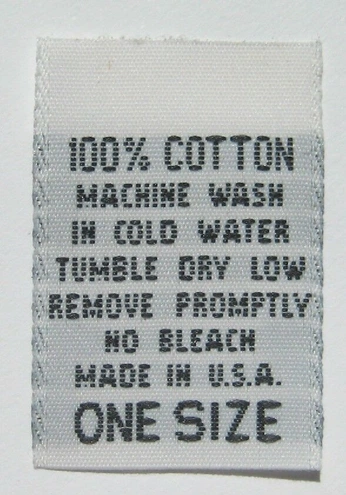 100% COTTON
MACHINE WASH
IN COLD WATER
TUMBLE DRY LOW
REMOVE PROMPTLY
NO BLEACH
MADE IN U.S.A.
ONE SIZE